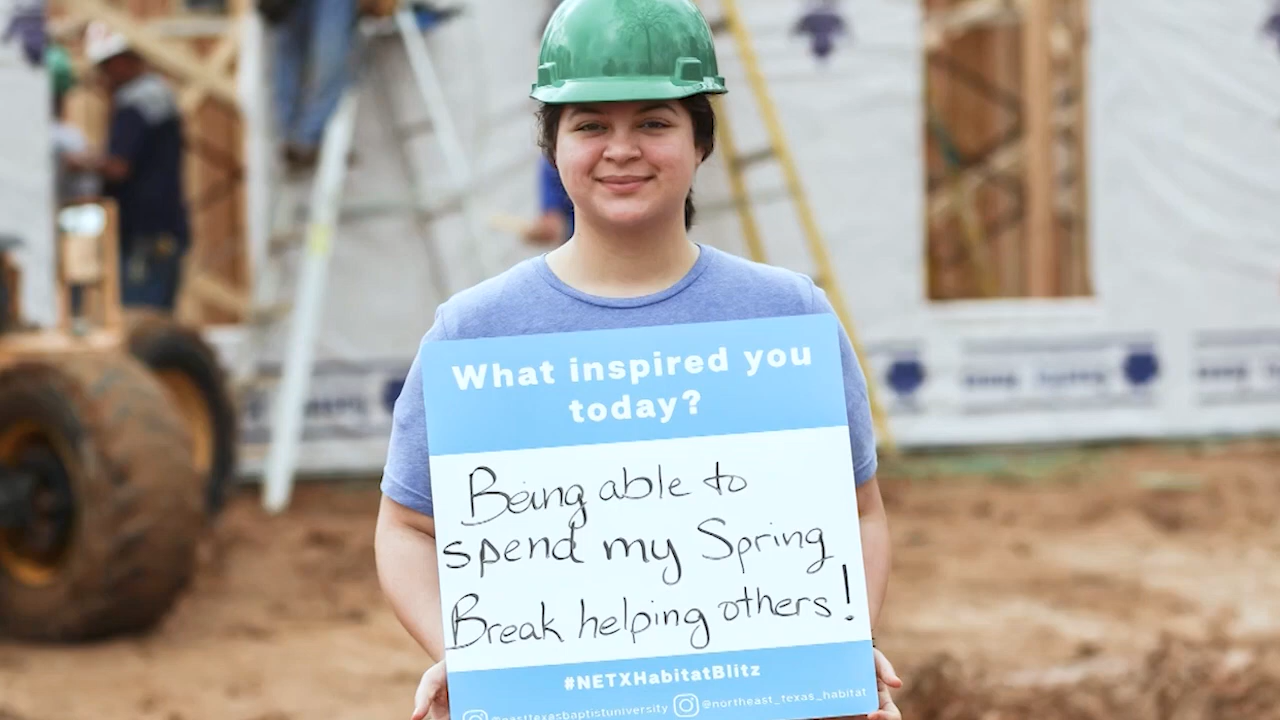 What inspired you
today?
Being able to
spend my Spring
Break helping others!
#NETXHabitatBlitz
@easttexasbaptistuniversity @northeast_texas_habitat